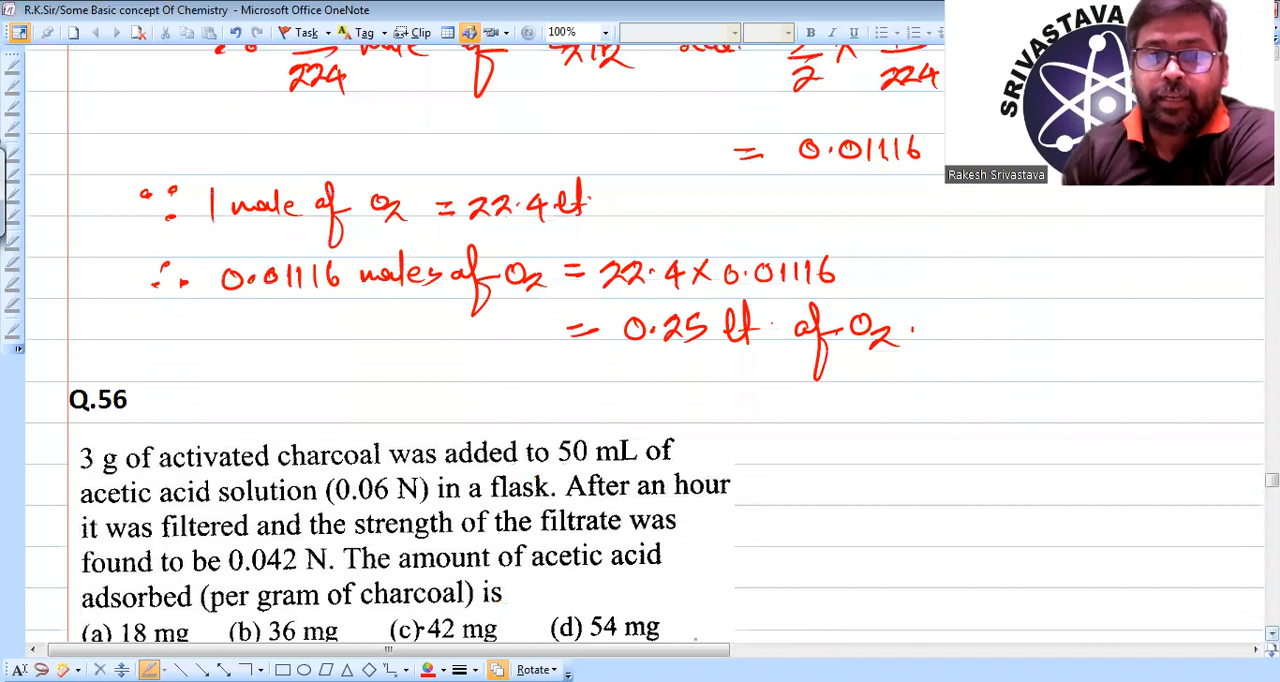 R.K.Sir/Some Basic concept Of Chemistry - Microsoft Office OneNote
Task Tag Clip 100% B I U
SRIVASTAVA
224
2 224
= 0.01116
Rakesh Srivastava
∵ 1 mole of O2 = 22.4 lt.
∴ 0.01116 moles of O2 = 22.4 × 0.01116
= 0.25 lt. of O2.
Q.56
3 g of activated charcoal was added to 50 mL of
acetic acid solution (0.06 N) in a flask. After an hour
it was filtered and the strength of the filtrate was
found to be 0.042 N. The amount of acetic acid
adsorbed (per gram of charcoal) is
(a) 18 mg (b) 36 mg (c) 42 mg (d) 54 mg
Rotate